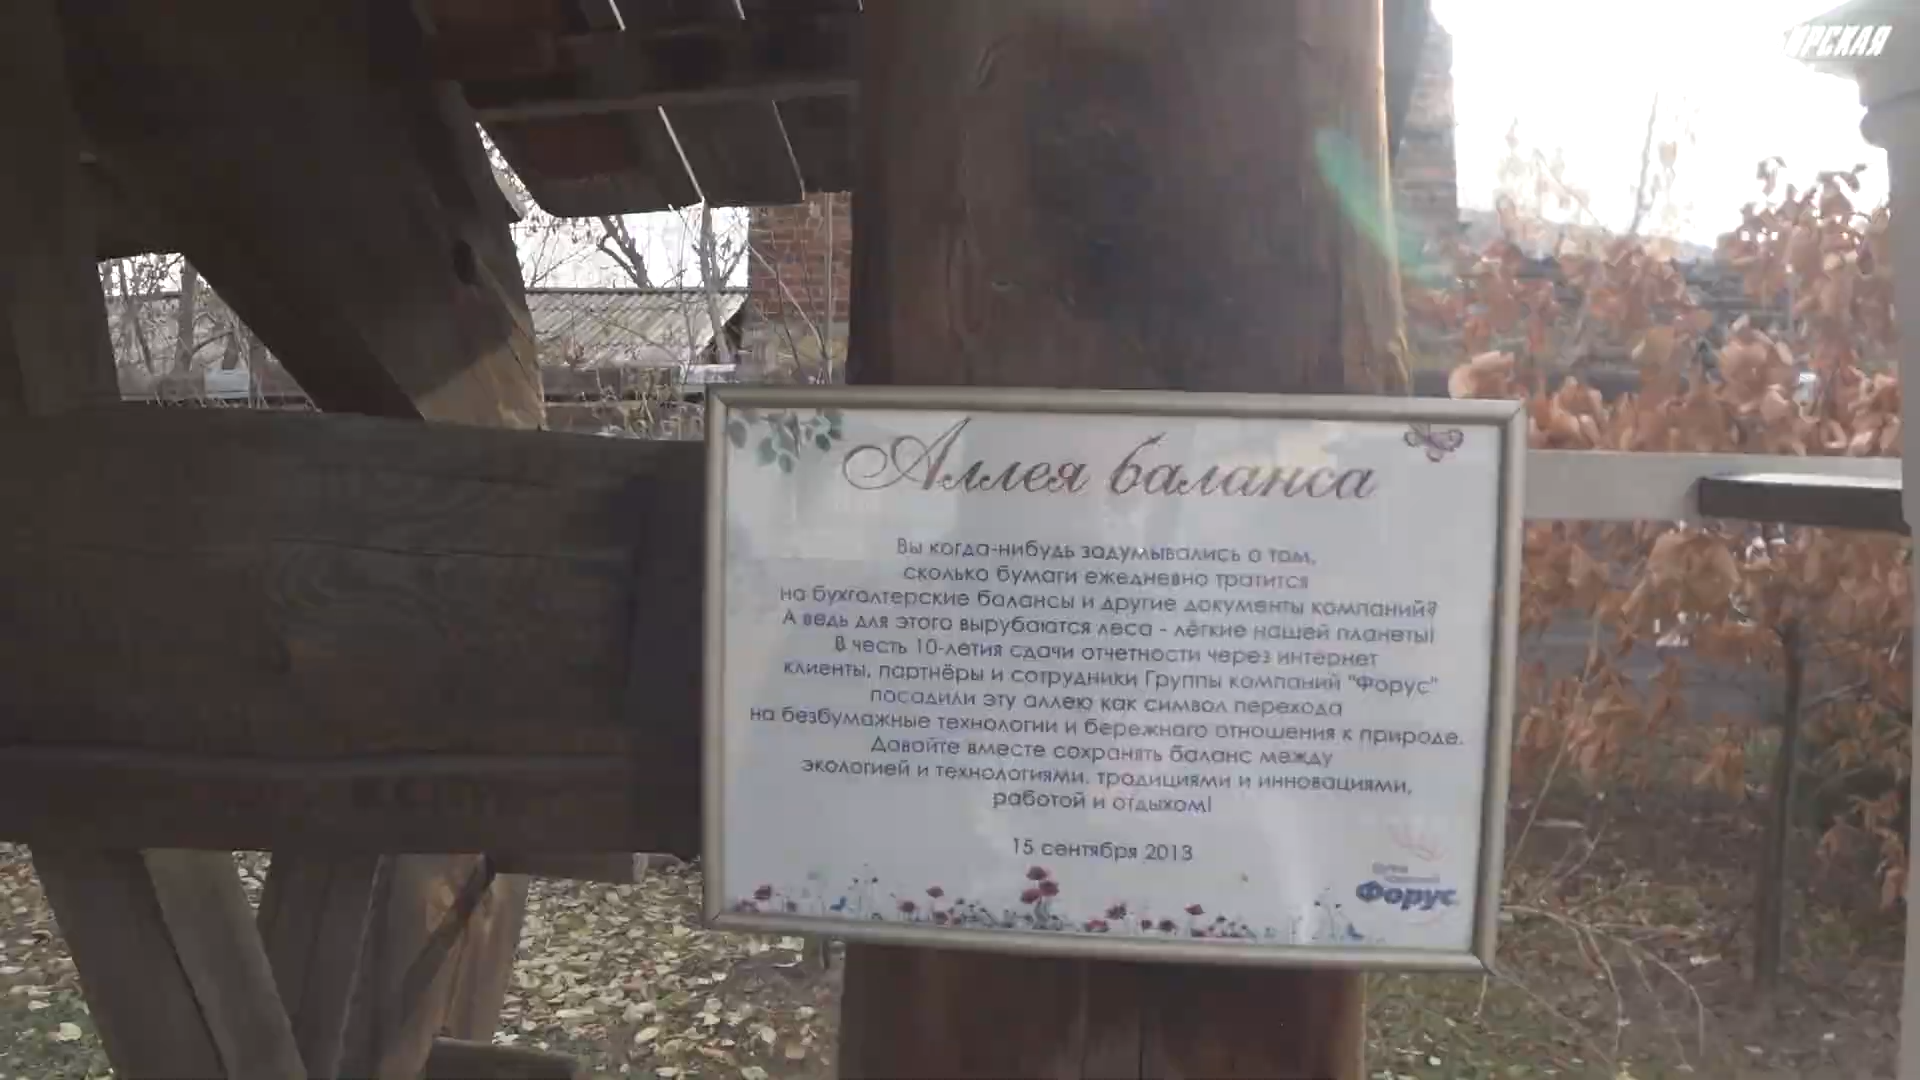 Аллея баланса
Вы когда-нибудь задумывались о том,
сколько бумаги ежедневно тратится
на бухгалтерские балансы и другие документы компаний?
А ведь для этого вырубаются леса - лёгкие нашей планеты!
В честь 10-летия сдачи отчетности через интернет
клиенты, партнёры и сотрудники Группы компаний "Форус"
посадили эту аллею как символ перехода
на безбумажные технологии и бережного отношения к природе.
Давайте вместе сохранять баланс между
экологией и технологиями, традициями и инновациями,
работой и отдыхом!
15 сентября 2013
Форус